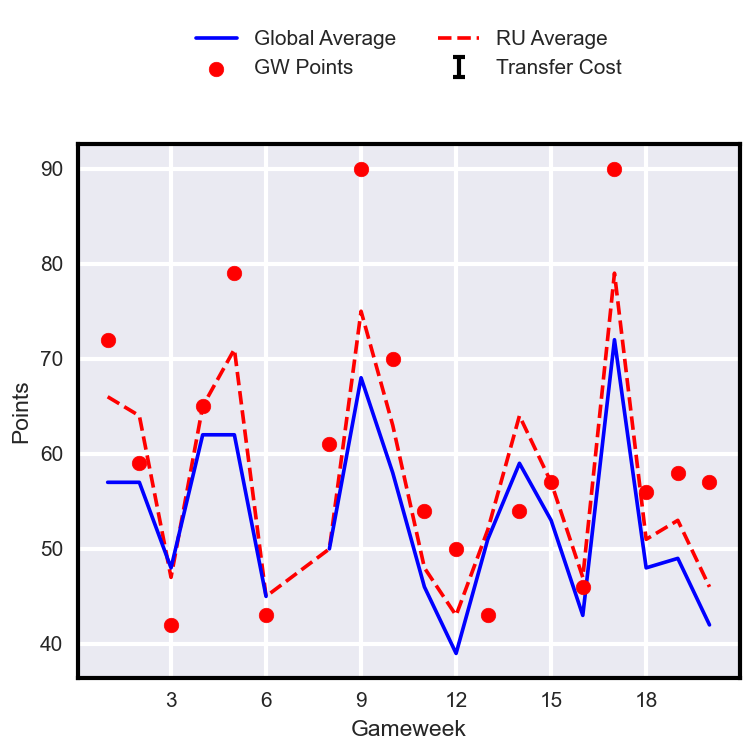 Global Average
RU Average
GW Points
Transfer Cost
90
80
70
60
50
40
Points
3
6
9
12
15
18
Gameweek